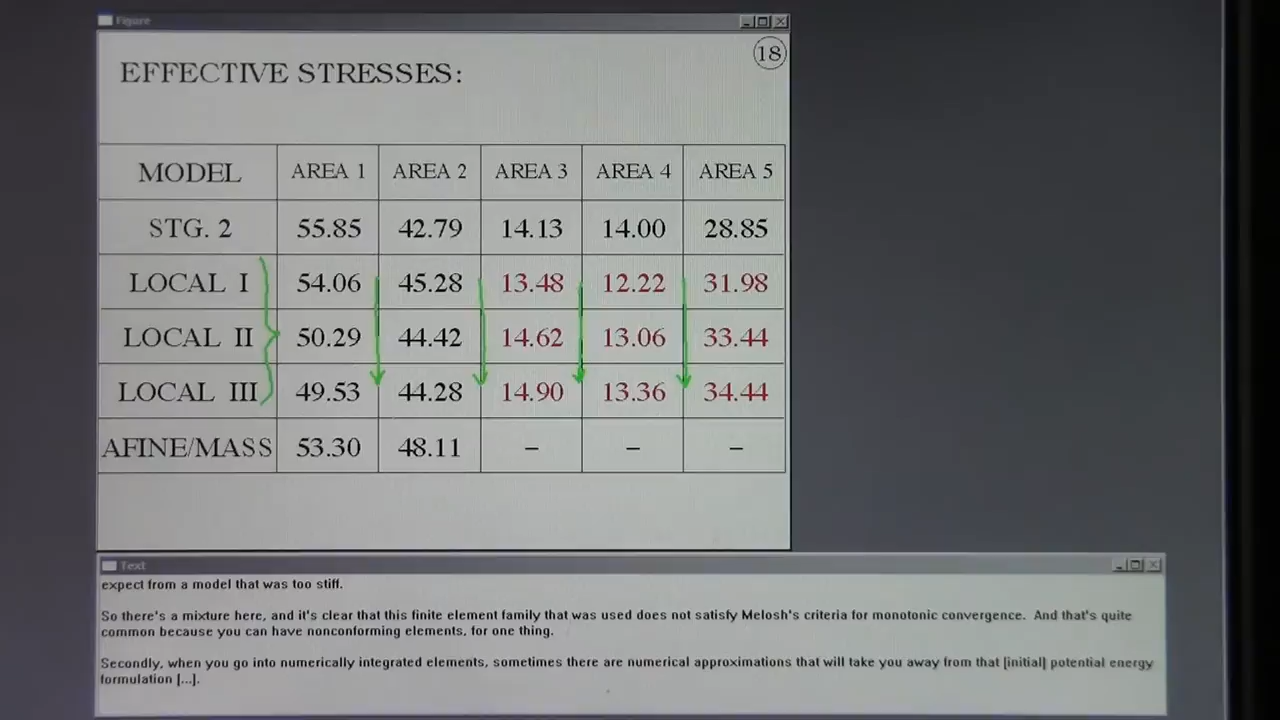 Figure
18
EFFECTIVE STRESSES:
MODEL AREA 1 AREA 2 AREA 3 AREA 4 AREA 5
STG. 2 55.85 42.79 14.13 14.00 28.85
LOCAL I 54.06 45.28 13.48 12.22 31.98
LOCAL II 50.29 44.42 14.62 13.06 33.44
LOCAL III 49.53 44.28 14.90 13.36 34.44
AFINE/MASS 53.30 48.11 – – –
Text
expect from a model that was too stiff.
So there's a mixture here, and it's clear that this finite element family that was used does not satisfy Melosh's criteria for monotonic convergence. And that's quite
common because you can have nonconforming elements, for one thing.
Secondly, when you go into numerically integrated elements, sometimes there are numerical approximations that will take you away from that [initial] potential energy
formulation [...].